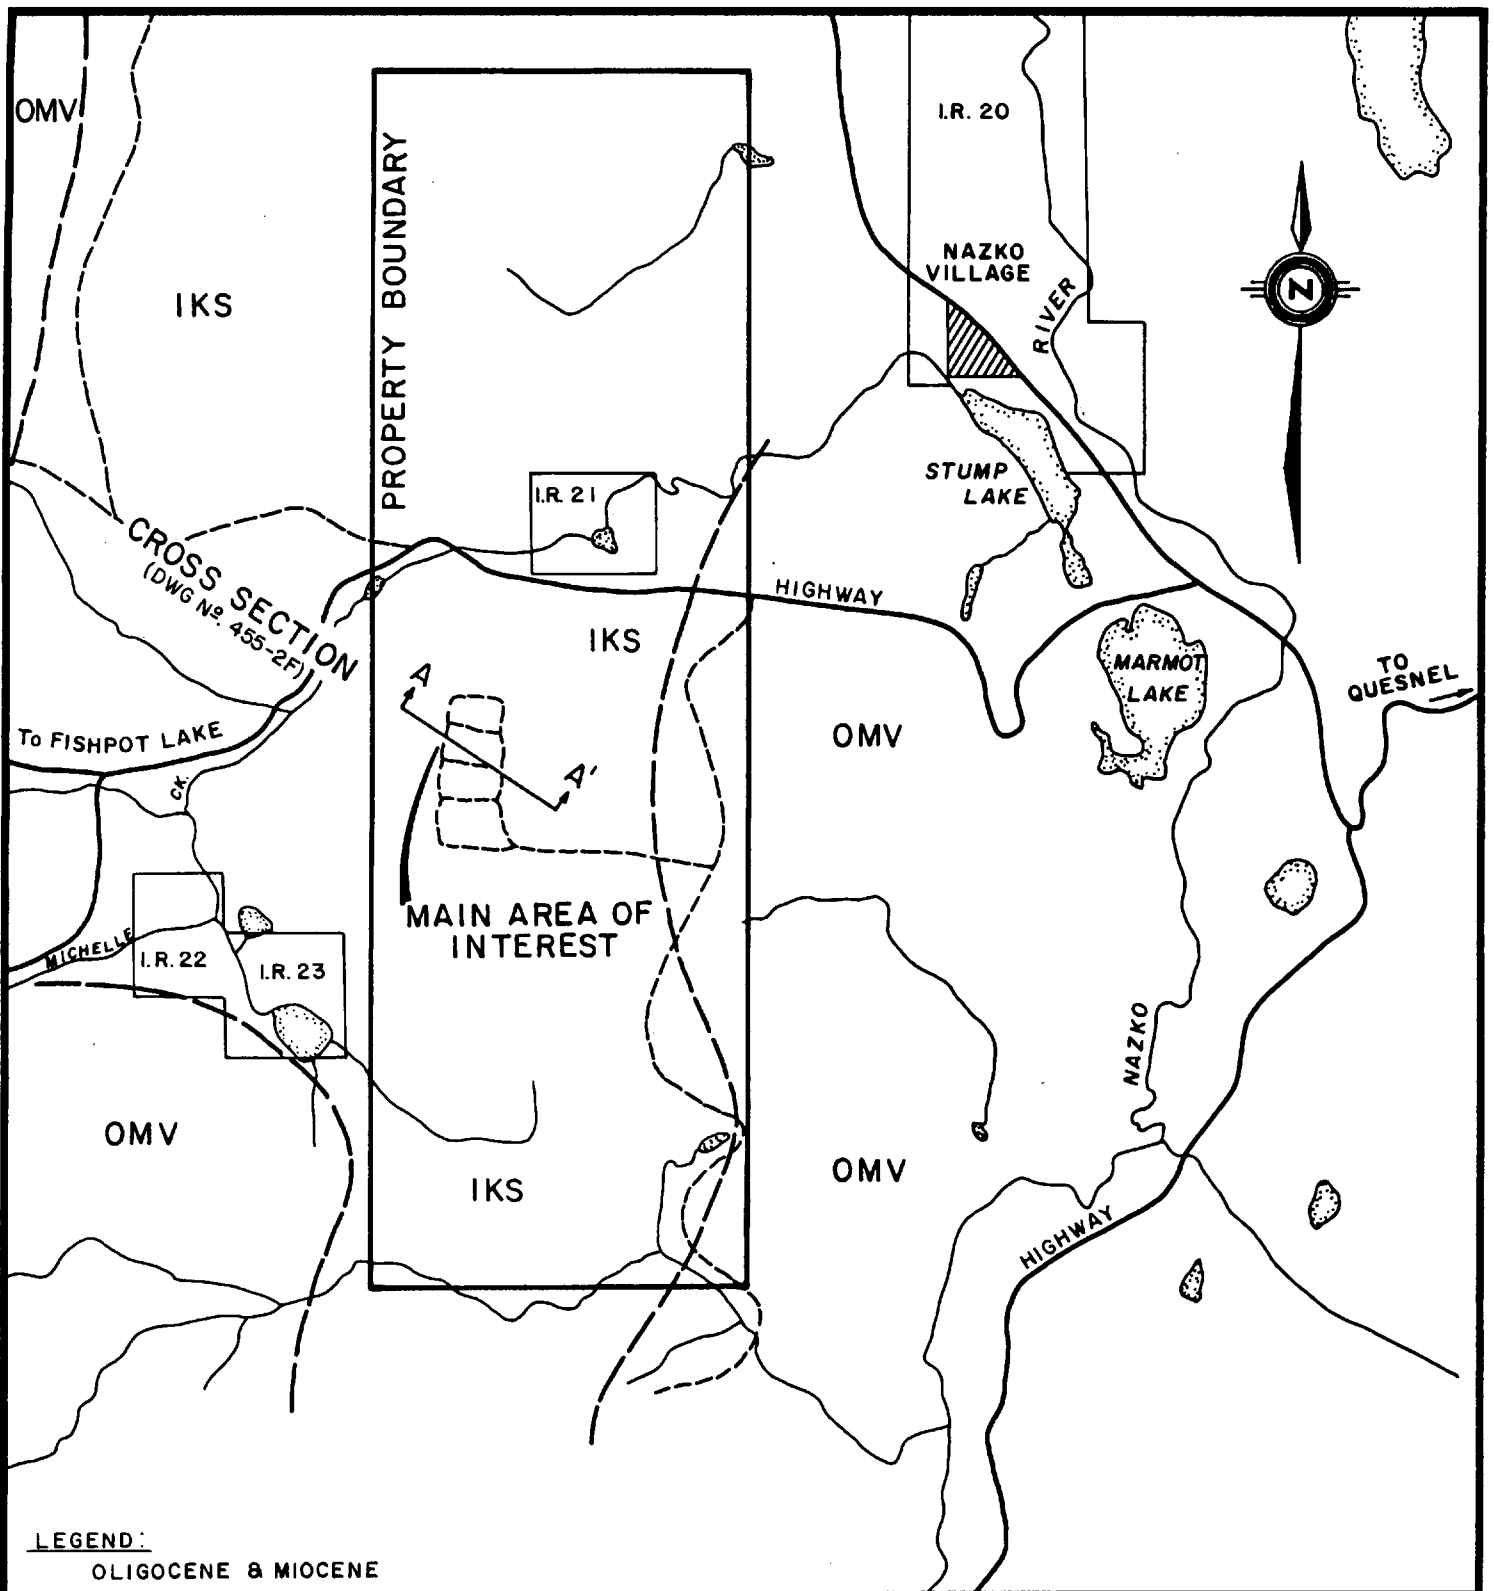 OMV
I.R. 20
PROPERTY BOUNDARY
NAZKO
VILLAGE
RIVER
N
IKS
STUMP
LAKE
I.R. 21
CROSS SECTION
(DWG Nº. 455-2F)
HIGHWAY
IKS
MARMOT
LAKE
TO
QUESNEL
A
A'
OMV
To FISHPOT LAKE
CK.
MAIN AREA OF
INTEREST
MICHELLE
I.R. 22
I.R. 23
NAZKO
OMV
IKS
OMV
HIGHWAY
LEGEND:
OLIGOCENE & MIOCENE